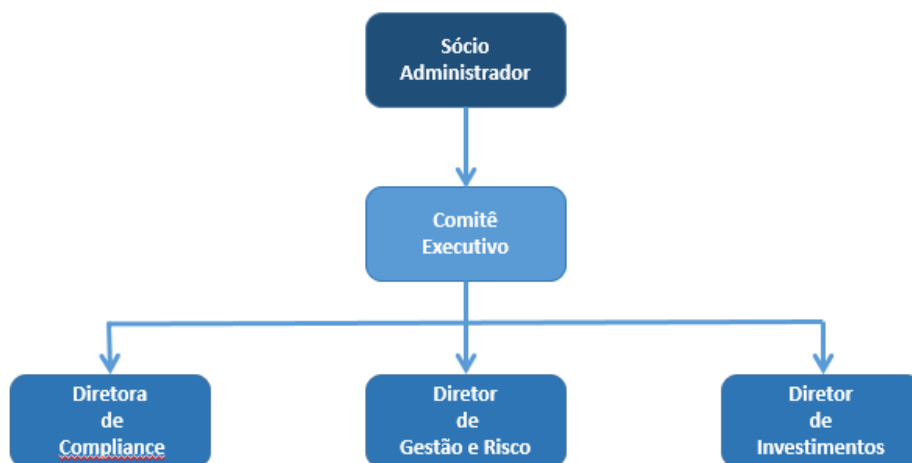 Sócio
Administrador
Comitê
Executivo
Diretora
de
Compliance
Diretor
de
Gestão e Risco
Diretor
de
Investimentos